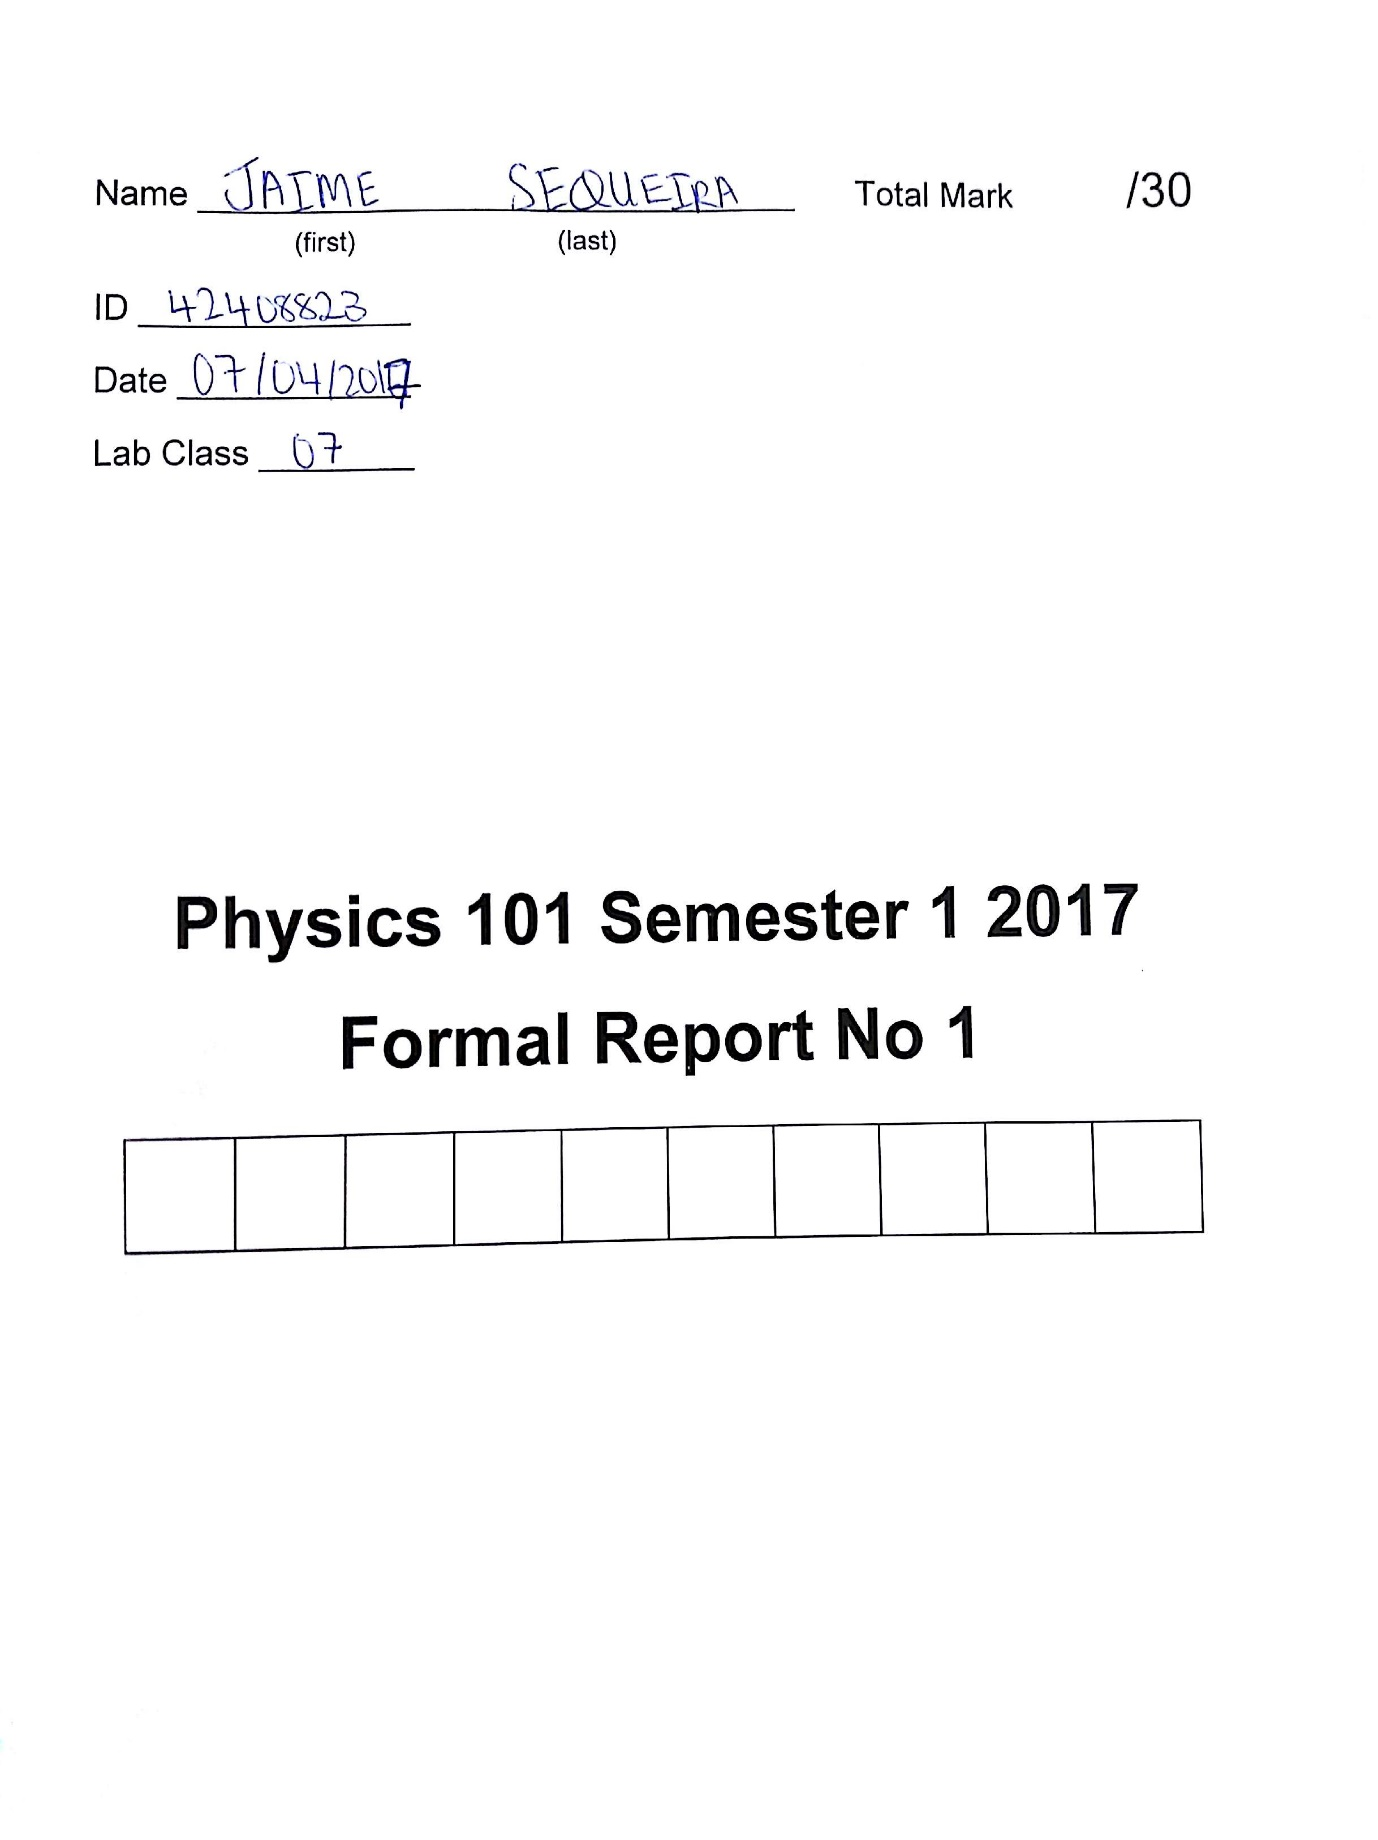 Name JAIME SEQUEIRA Total Mark /30
(first) (last)
ID 42408823
Date 07/04/2017
Lab Class 07
Physics 101 Semester 1 2017
Formal Report No 1